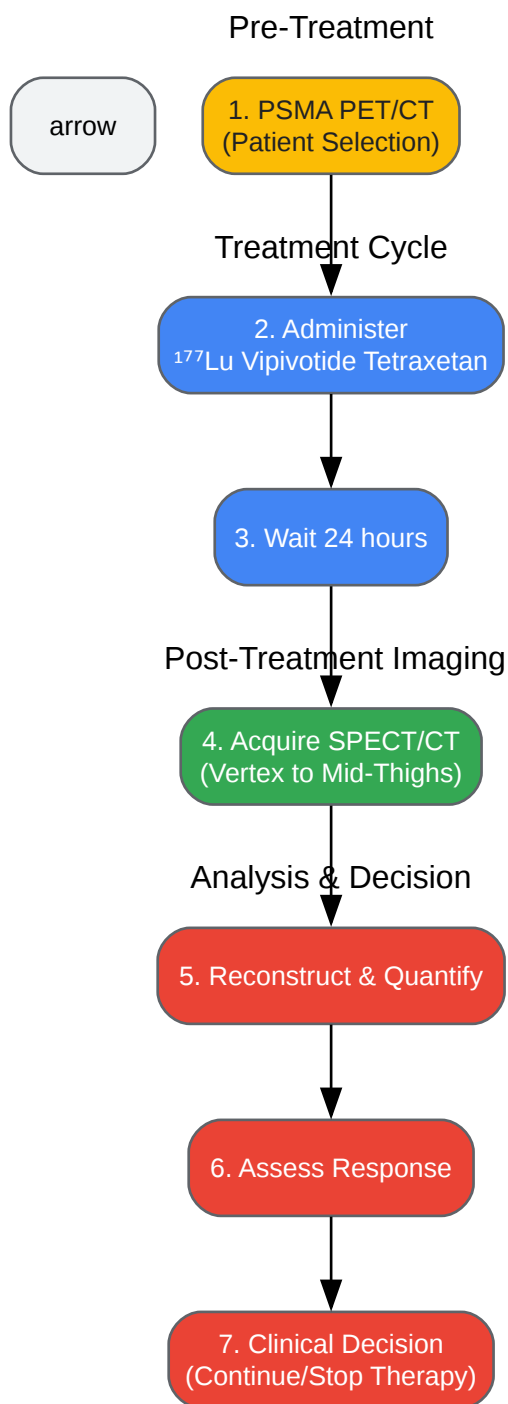 Pre-Treatment
arrow
1. PSMA PET/CT
(Patient Selection)
Treatment Cycle
2. Administer
¹⁷⁷Lu Vipivotide Tetraxetan
3. Wait 24 hours
Post-Treatment Imaging
4. Acquire SPECT/CT
(Vertex to Mid-Thighs)
Analysis & Decision
5. Reconstruct & Quantify
6. Assess Response
7. Clinical Decision
(Continue/Stop Therapy)